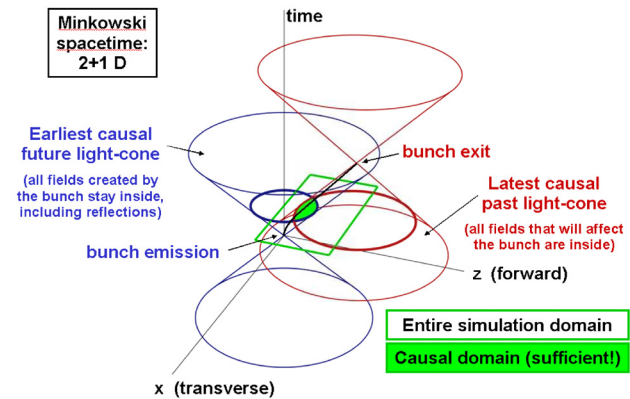 Minkowski
spacetime:
2+1 D
time
Earliest causal
future light-cone
(all fields created by
the bunch stay inside,
including reflections)
bunch emission
bunch exit
Latest causal
past light-cone
(all fields that will affect
the bunch are inside)
z (forward)
x (transverse)
Entire simulation domain
Causal domain (sufficient!)